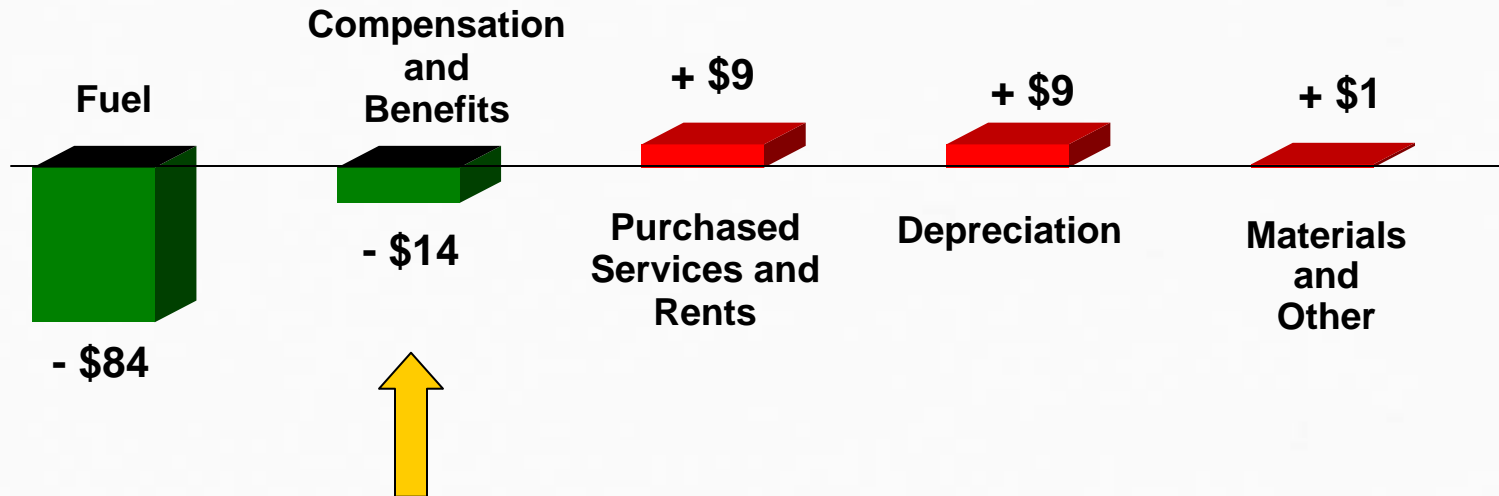 Fuel
- $84
Compensation
and
Benefits
- $14
+ $9
Purchased
Services and
Rents
+ $9
Depreciation
+ $1
Materials
and
Other